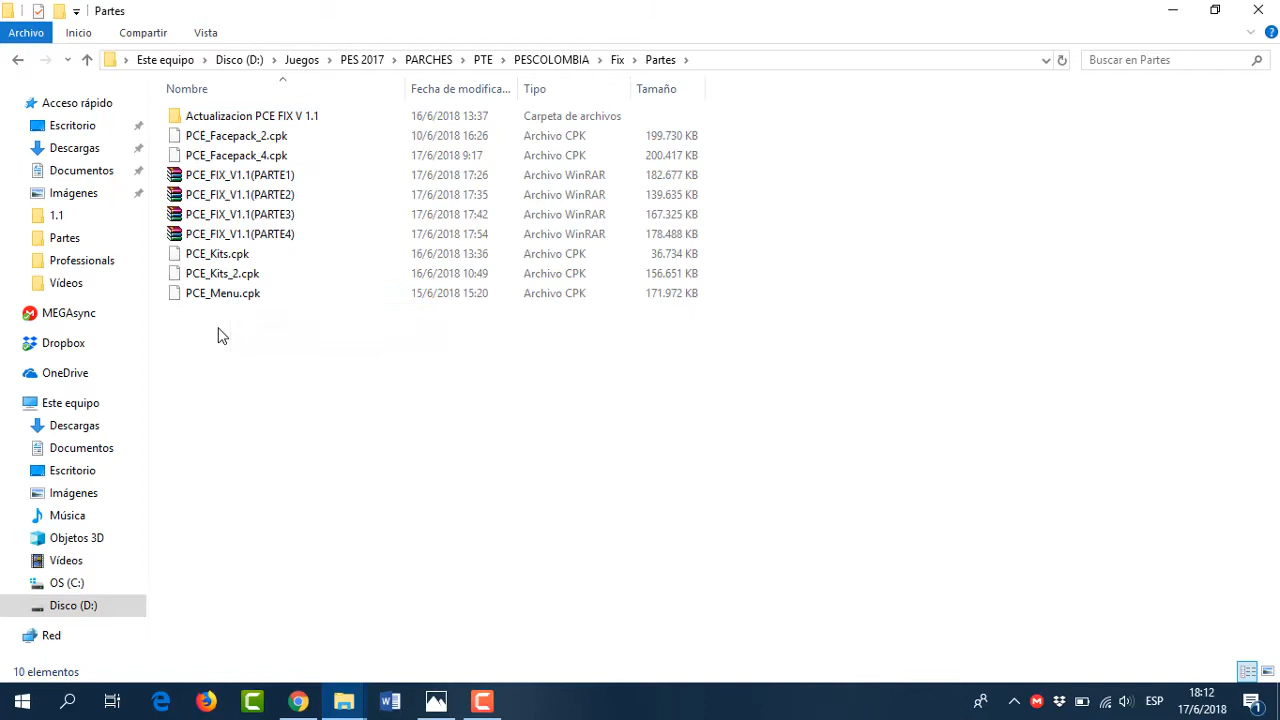 Partes
Archivo Inicio Compartir Vista
Este equipo Disco (D:) Juegos PES 2017 PARCHES PTE PESCOLOMBIA Fix Partes Buscar en Partes
Nombre Fecha de modifica... Tipo Tamaño
Acceso rápido
Escritorio
Descargas
Documentos
Imágenes
1.1
Partes
Professionals
Vídeos
MEGAsync
Dropbox
OneDrive
Este equipo
Descargas
Documentos
Escritorio
Imágenes
Música
Objetos 3D
Vídeos
OS (C:)
Disco (D:)
Red
Actualizacion PCE FIX V 1.1 16/6/2018 13:37 Carpeta de archivos
PCE_Facepack_2.cpk 10/6/2018 16:26 Archivo CPK 199.730 KB
PCE_Facepack_4.cpk 17/6/2018 9:17 Archivo CPK 200.417 KB
PCE_FIX_V1.1(PARTE1) 17/6/2018 17:26 Archivo WinRAR 182.677 KB
PCE_FIX_V1.1(PARTE2) 17/6/2018 17:35 Archivo WinRAR 139.635 KB
PCE_FIX_V1.1(PARTE3) 17/6/2018 17:42 Archivo WinRAR 167.325 KB
PCE_FIX_V1.1(PARTE4) 17/6/2018 17:54 Archivo WinRAR 178.488 KB
PCE_Kits.cpk 16/6/2018 13:36 Archivo CPK 36.734 KB
PCE_Kits_2.cpk 16/6/2018 10:49 Archivo CPK 156.651 KB
PCE_Menu.cpk 15/6/2018 15:20 Archivo CPK 171.972 KB
10 elementos
ESP
18:12
17/6/2018